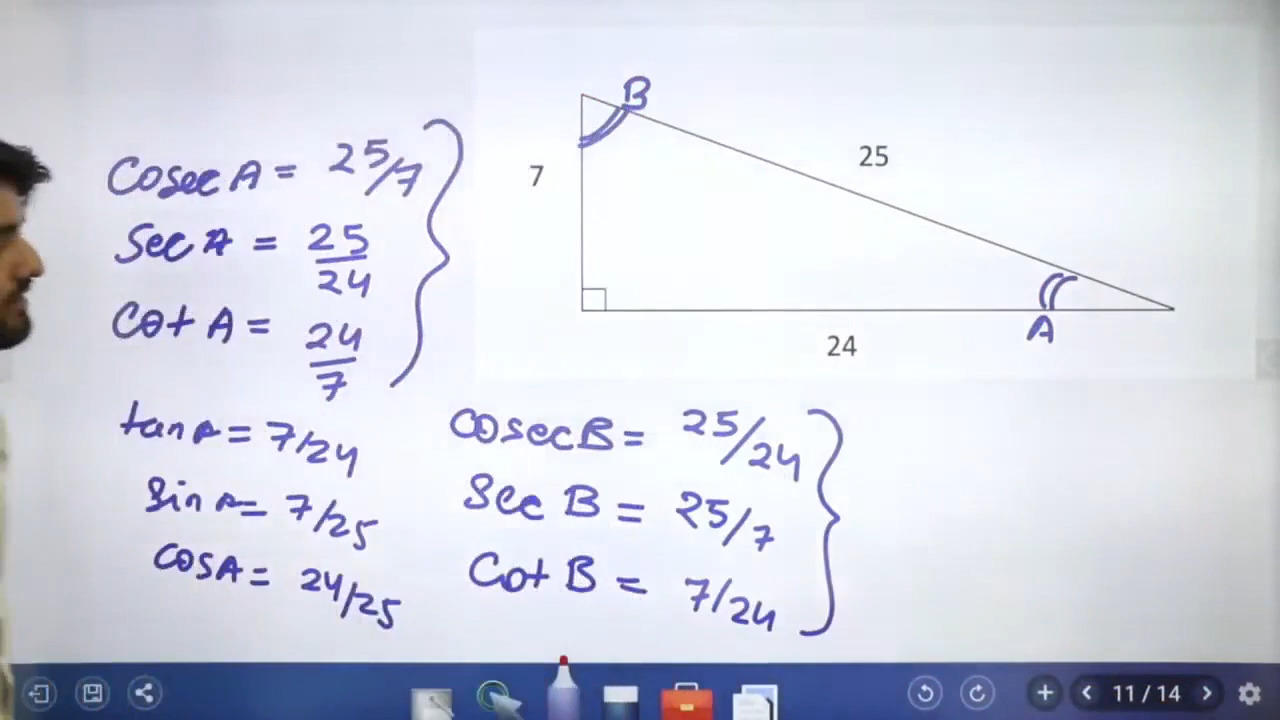 Cosec A = 25/7
Sec A = 25/24
Cot A = 24/7
tan A = 7/24
Sin A = 7/25
Cos A = 24/25
B
7
25
24
A
Cosec B = 25/24
Sec B = 25/7
Cot B = 7/24
11 / 14